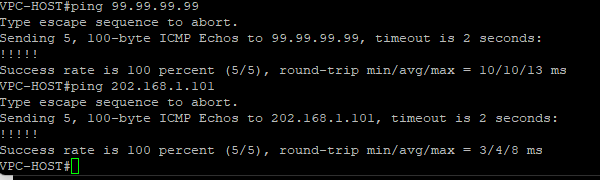 VPC-HOST#ping 99.99.99.99
Type escape sequence to abort.
Sending 5, 100-byte ICMP Echos to 99.99.99.99, timeout is 2 seconds:
!!!!!
Success rate is 100 percent (5/5), round-trip min/avg/max = 10/10/13 ms
VPC-HOST#ping 202.168.1.101
Type escape sequence to abort.
Sending 5, 100-byte ICMP Echos to 202.168.1.101, timeout is 2 seconds:
!!!!!
Success rate is 100 percent (5/5), round-trip min/avg/max = 3/4/8 ms
VPC-HOST#